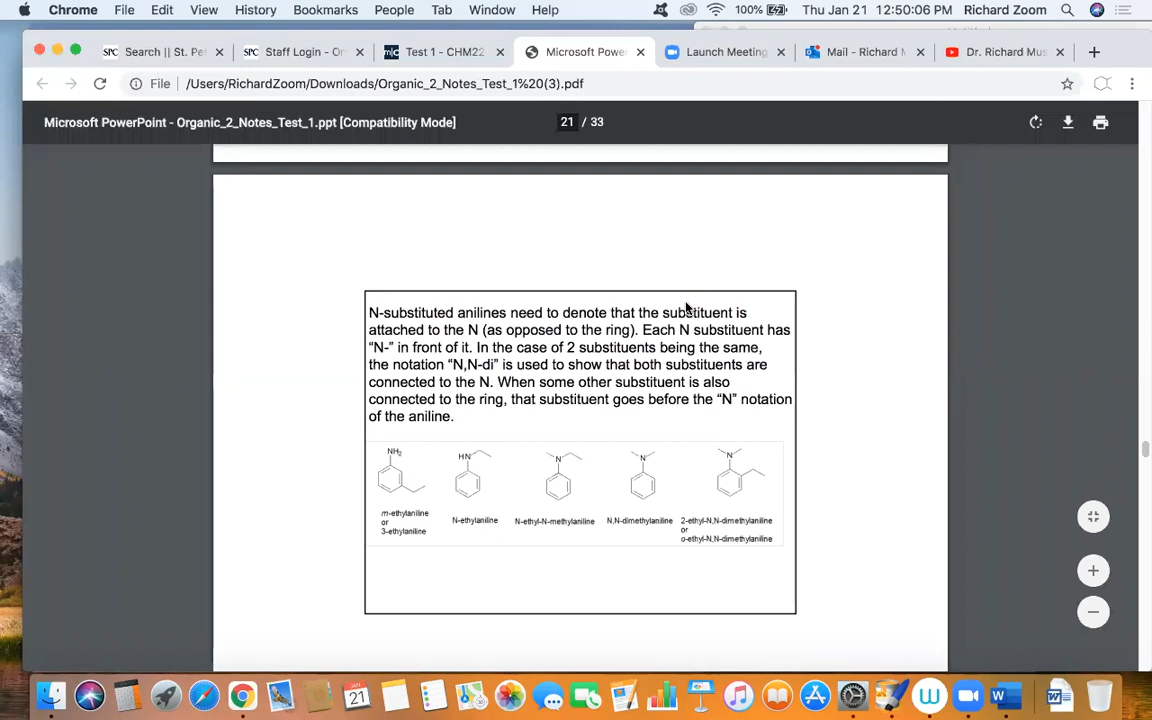 Chrome File Edit View History Bookmarks People Tab Window Help 100% Thu Jan 21 12:50:06 PM Richard Zoom
SPC Search || St. Pet SPC Staff Login - Or Test 1 - CHM22 Microsoft Power Launch Meeting Mail - Richard M Dr. Richard Mus
File /Users/RichardZoom/Downloads/Organic_2_Notes_Test_1%20(3).pdf
Microsoft PowerPoint - Organic_2_Notes_Test_1.ppt [Compatibility Mode] 21 / 33
N-substituted anilines need to denote that the substituent is
attached to the N (as opposed to the ring). Each N substituent has
“N-” in front of it. In the case of 2 substituents being the same,
the notation “N,N-di” is used to show that both substituents are
connected to the N. When some other substituent is also
connected to the ring, that substituent goes before the “N” notation
of the aniline.
NH2
HN
N
N
N
m-ethylaniline
or
3-ethylaniline
N-ethylaniline
N-ethyl-N-methylaniline
N,N-dimethylaniline
2-ethyl-N,N-dimethylaniline
or
o-ethyl-N,N-dimethylaniline
21
W
W